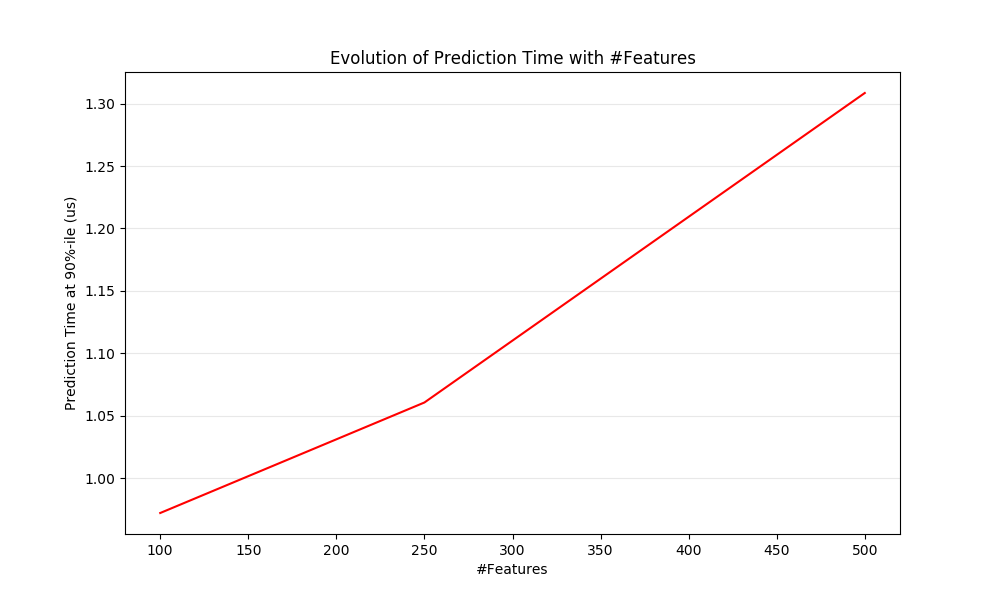 Evolution of Prediction Time with #Features
Prediction Time at 90%-ile (us)
1.30
1.25
1.20
1.15
1.10
1.05
1.00
100 150 200 250 300 350 400 450 500
#Features